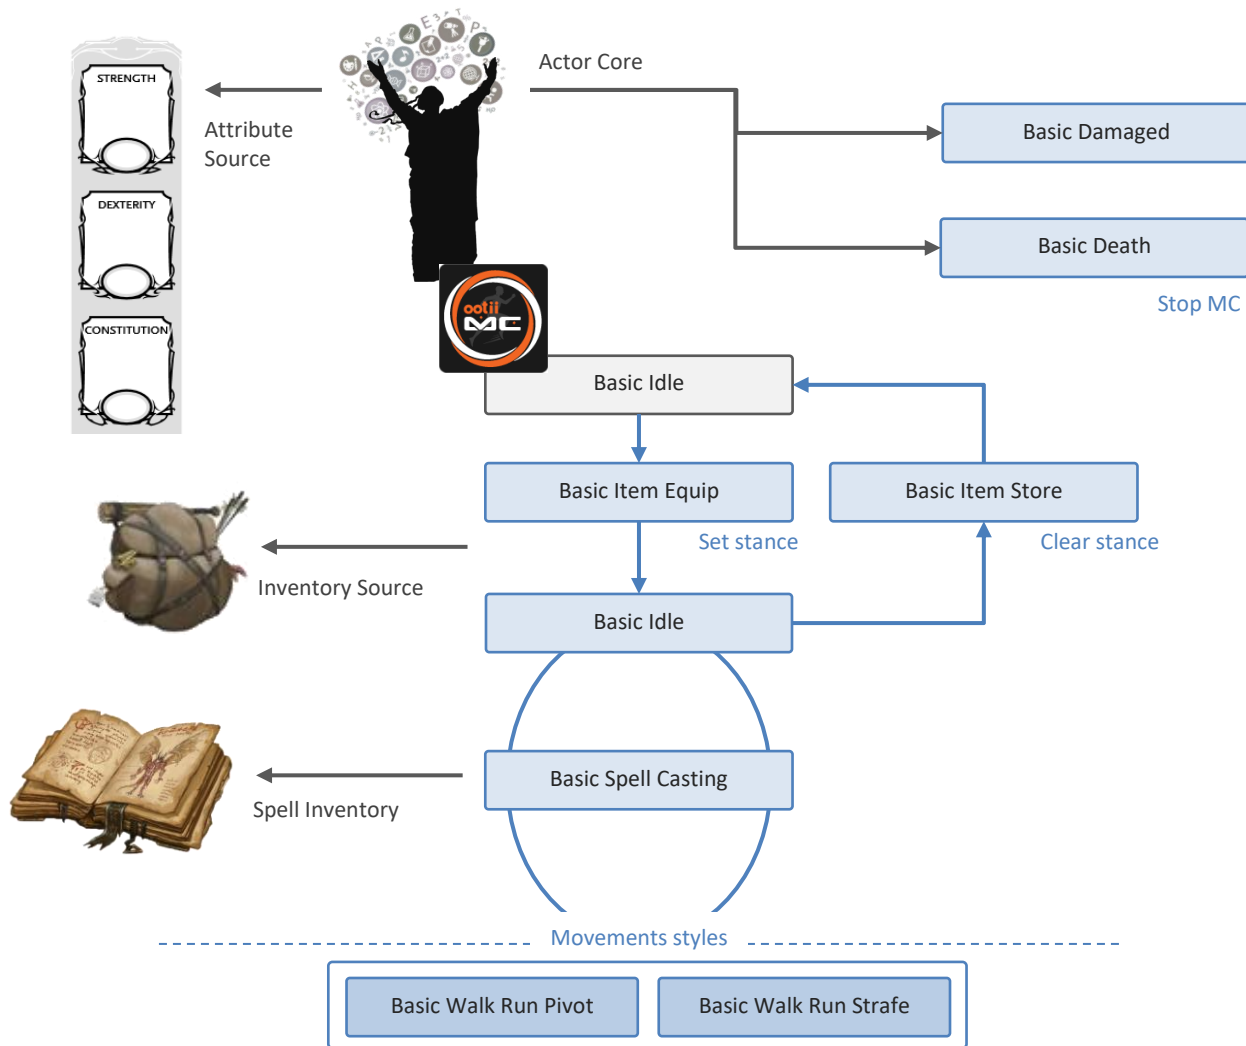 STRENGTH
DEXTERITY
CONSTITUTION
Attribute
Source
Actor Core
Basic Damaged
Basic Death
Stop MC
ootii
MC
Basic Idle
Basic Item Equip
Set stance
Basic Item Store
Clear stance
Inventory Source
Basic Idle
Basic Spell Casting
Spell Inventory
Movements styles
Basic Walk Run Pivot
Basic Walk Run Strafe